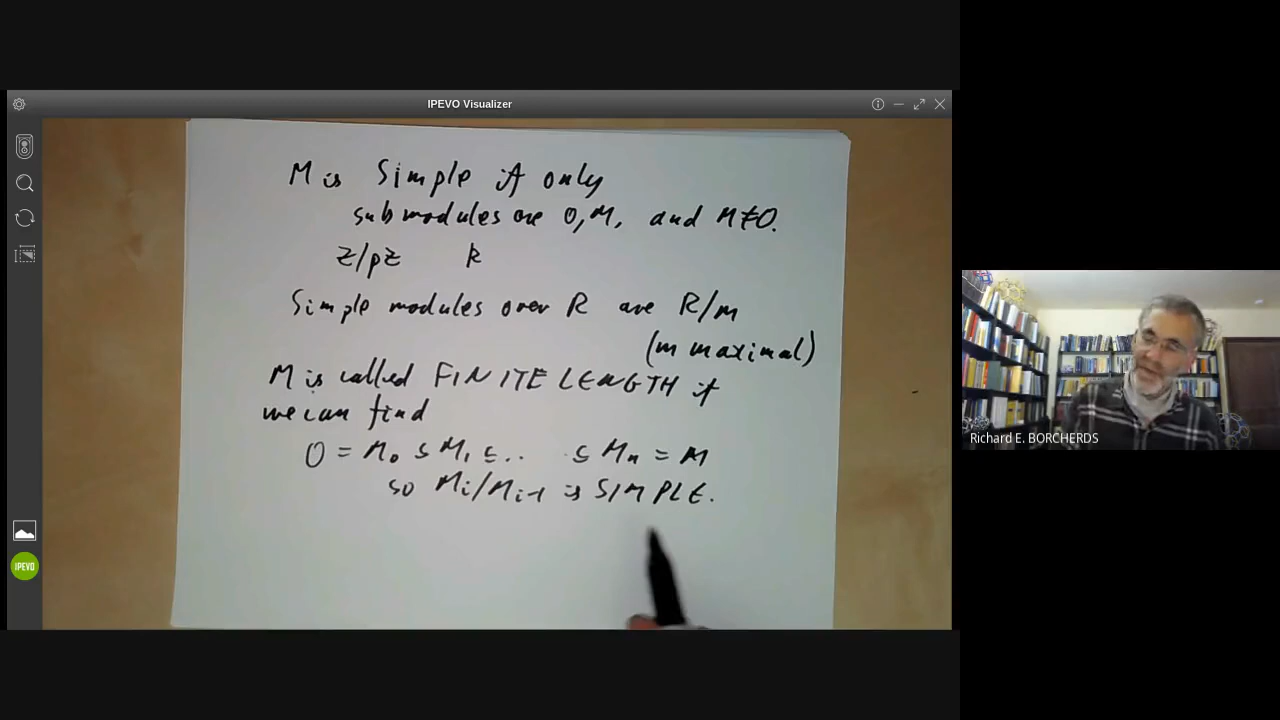 IPEVO Visualizer
M is Simple if only
submodules are 0, M, and M≠0.
Z/pZ k
Simple modules over R are R/m
(m maximal)
M is called FINITE LENGTH if
we can find
0 = M₀ ⊆ M₁ ⊆ .. ⊆ Mₙ = M
so Mᵢ/Mᵢ₋₁ is SIMPLE.
Richard E. BORCHERDS
IPEVO